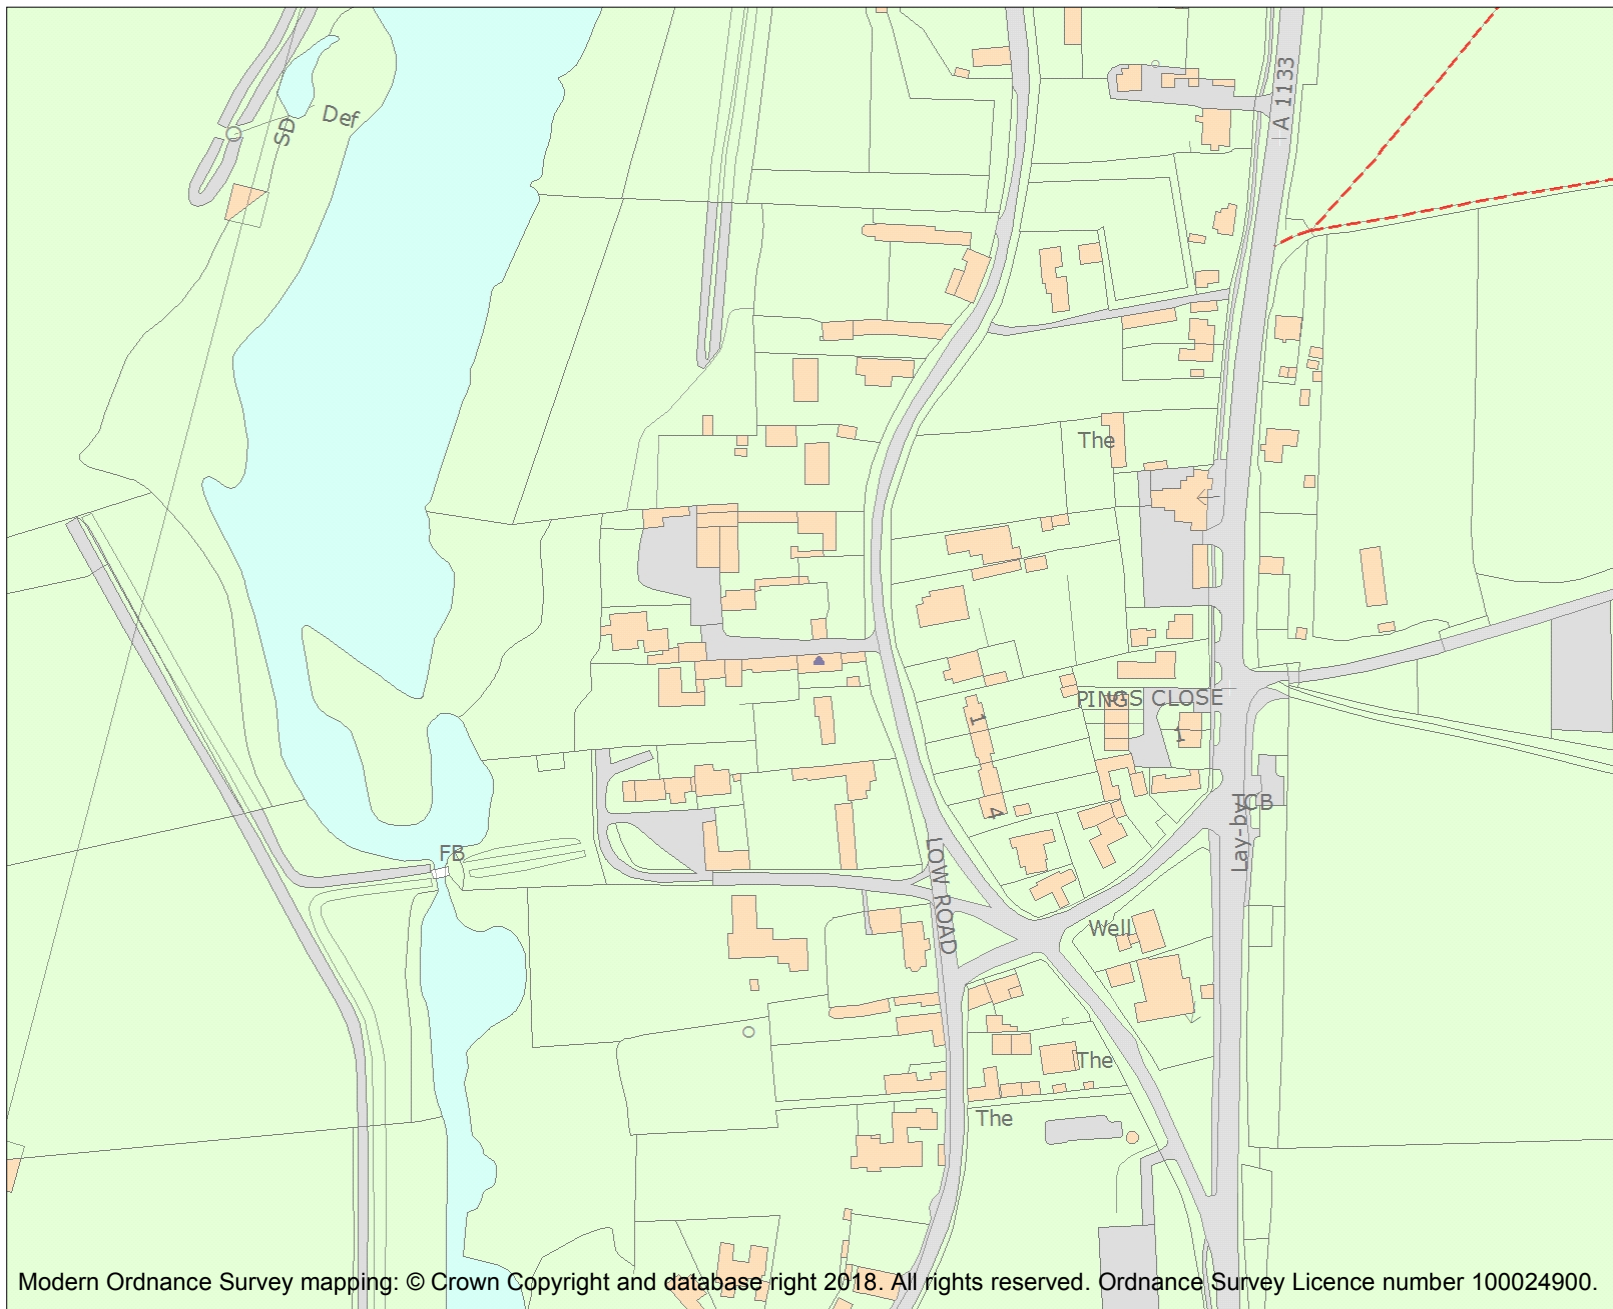 A 1133
Def
SD
The
PINGS CLOSE
1
1
4
TCB
Lay-by
FB
LOW ROAD
Well
The
The
Modern Ordnance Survey mapping: © Crown Copyright and database right 2018. All rights reserved. Ordnance Survey Licence number 100024900.